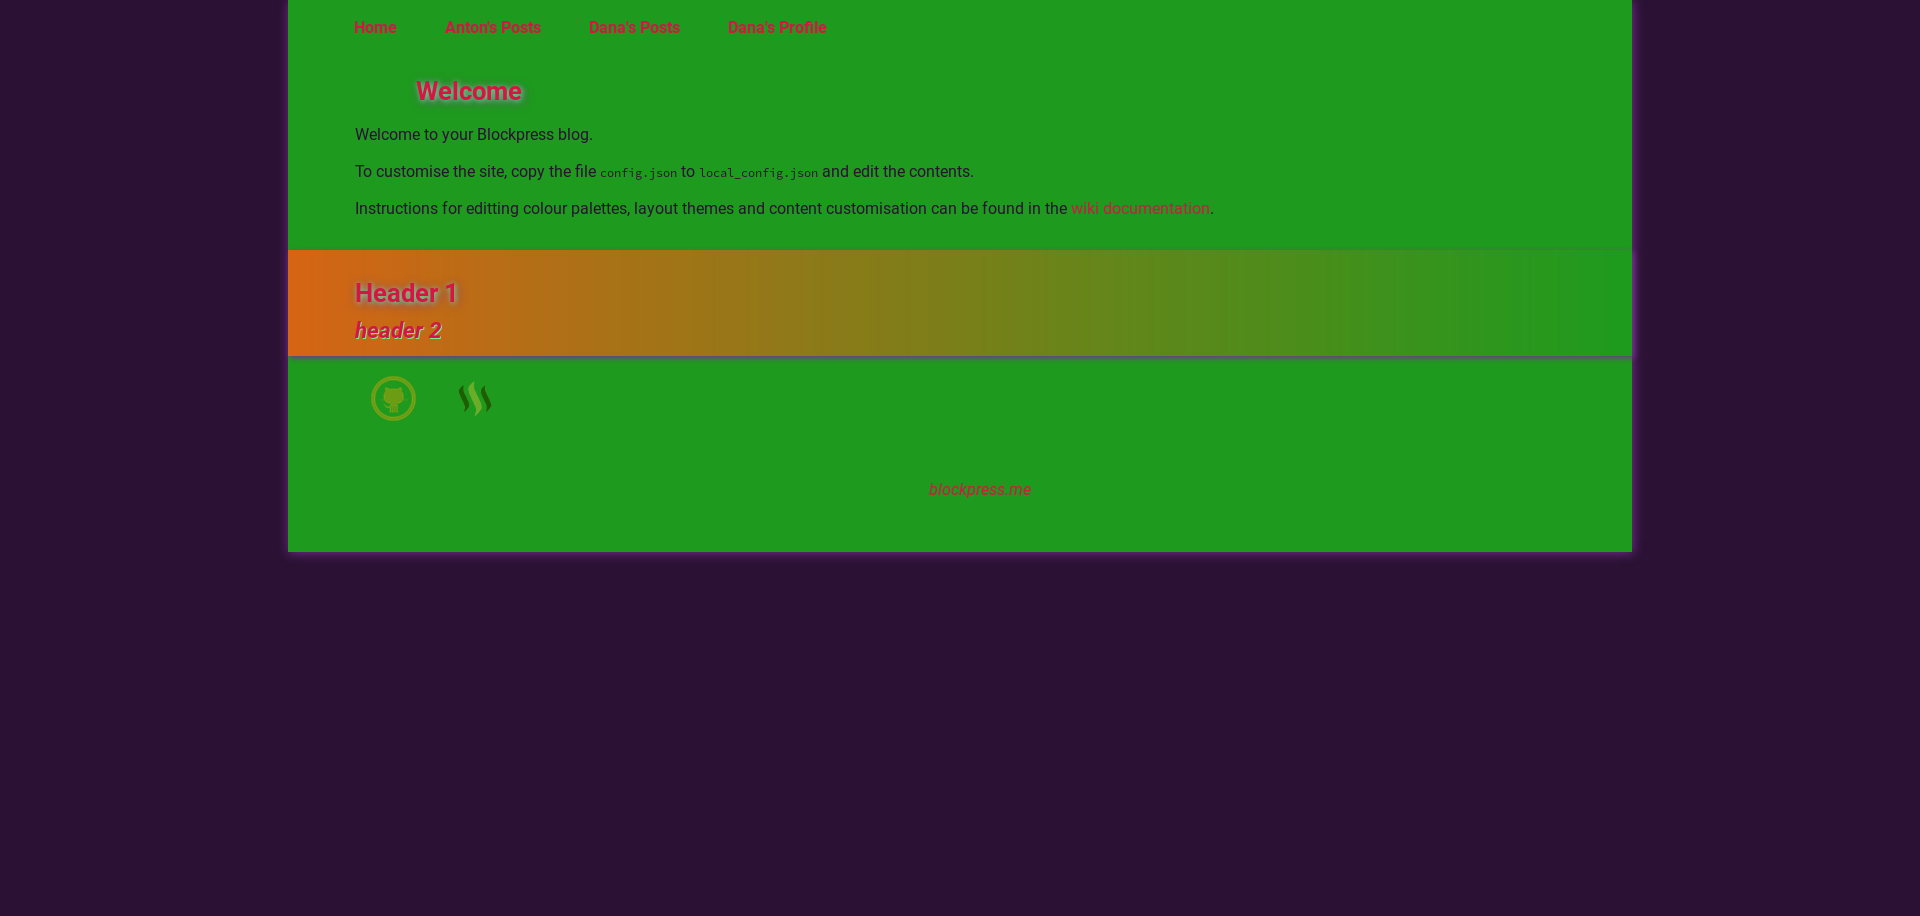 Home Anton's Posts Dana's Posts Dana's Profile
Welcome
Welcome to your Blockpress blog.
To customise the site, copy the file config.json to local_config.json and edit the contents.
Instructions for editting colour palettes, layout themes and content customisation can be found in the wiki documentation.
Header 1
header 2
blockpress.me